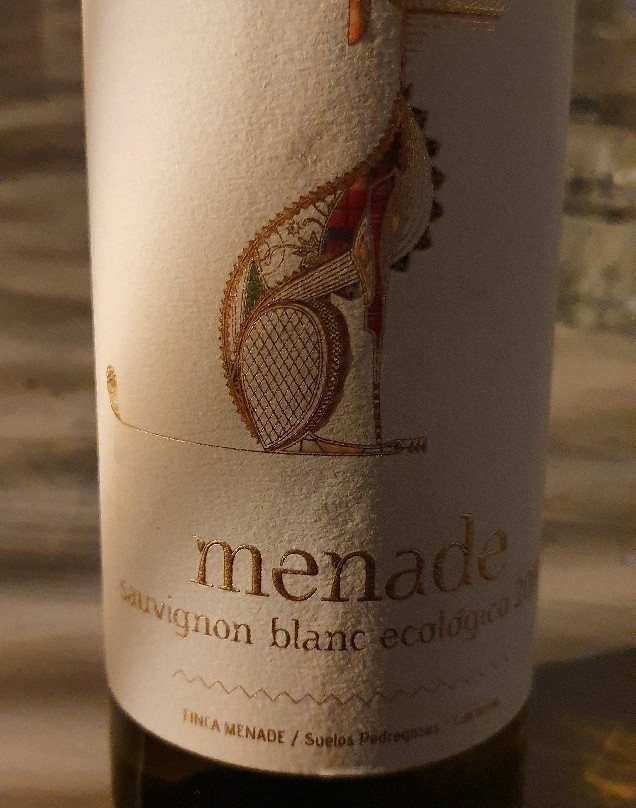 menade
sauvignon blanc ecológico
FINCA MENADE / Suelos Pedregosos